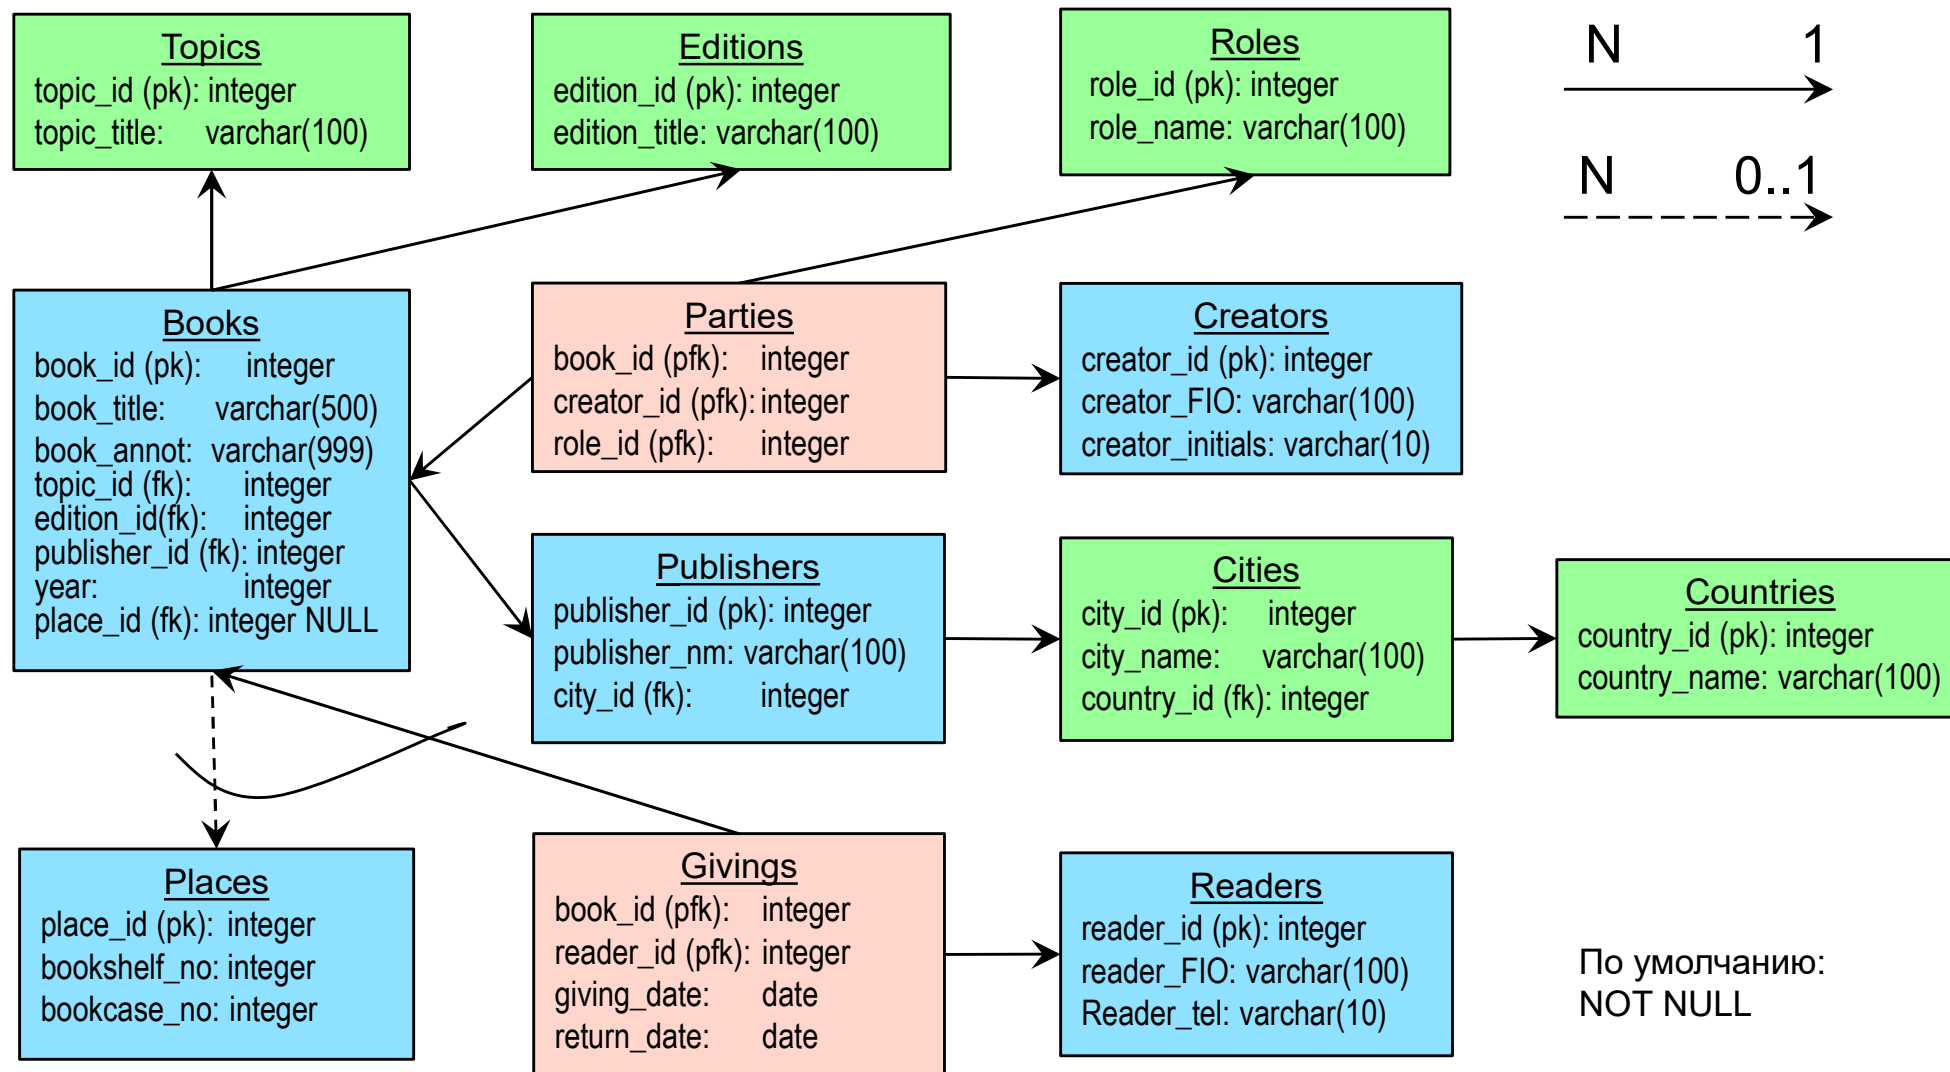 Topics
topic_id (pk): integer
topic_title: varchar(100)
Editions
edition_id (pk): integer
edition_title: varchar(100)
Roles
role_id (pk): integer
role_name: varchar(100)
N 1
N 0..1
Books
book_id (pk): integer
book_title: varchar(500)
book_annot: varchar(999)
topic_id (fk): integer
edition_id(fk): integer
publisher_id (fk): integer
year: integer
place_id (fk): integer NULL
Parties
book_id (pfk): integer
creator_id (pfk): integer
role_id (pfk): integer
Creators
creator_id (pk): integer
creator_FIO: varchar(100)
creator_initials: varchar(10)
Publishers
publisher_id (pk): integer
publisher_nm: varchar(100)
city_id (fk): integer
Cities
city_id (pk): integer
city_name: varchar(100)
country_id (fk): integer
Countries
country_id (pk): integer
country_name: varchar(100)
Places
place_id (pk): integer
bookshelf_no: integer
bookcase_no: integer
Givings
book_id (pfk): integer
reader_id (pfk): integer
giving_date: date
return_date: date
Readers
reader_id (pk): integer
reader_FIO: varchar(100)
Reader_tel: varchar(10)
По умолчанию:
NOT NULL